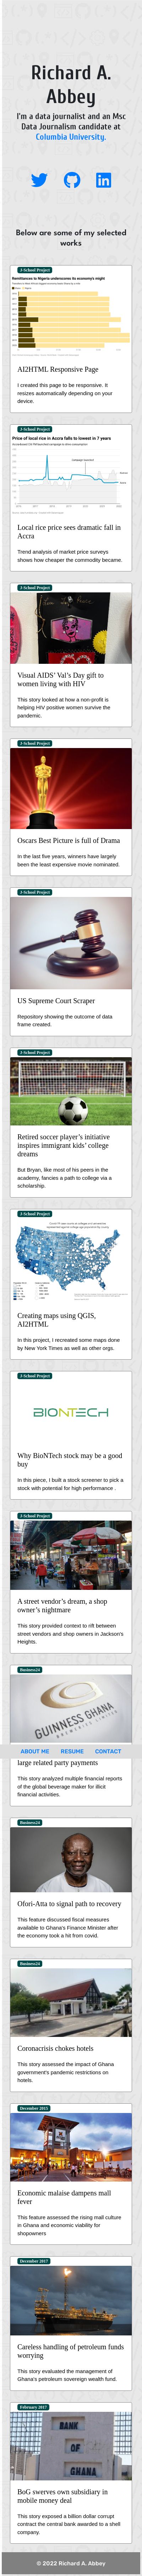 Richard A.
Abbey
I'm a data journalist and an Msc
Data Journalism candidate at
Columbia University.
Below are some of my selected
works
J-School Project
Remittances to Nigeria underscores its economy's might
AI2HTML Responsive Page
I created this page to be responsive. It
resizes automatically depending on your
device.
J-School Project
Price of local rice in Accra falls to lowest in 7 years
Local rice price sees dramatic fall in
Accra
Trend analysis of market price surveys
shows how cheaper the commodity became.
J-School Project
Visual AIDS' Val's Day gift to
women living with HIV
This story looked at how a non-profit is
helping HIV positive women survive the
pandemic.
J-School Project
Oscars Best Picture is full of Drama
In the last five years, winners have largely
been the least expensive movie nominated.
J-School Project
US Supreme Court Scraper
Repository showing the outcome of data
frame created.
J-School Project
Retired soccer player's initiative
inspires immigrant kids' college
dreams
But Bryan, like most of his peers in the
academy, fancies a path to college via a
scholarship.
J-School Project
Creating maps using QGIS,
AI2HTML
In this project, I recreated some maps done
by New York Times as well as other orgs.
J-School Project
BIONTECH
Why BioNTech stock may be a good
buy
In this piece, I built a stock screener to pick a
stock with potential for high performance .
J-School Project
A street vendor's dream, a shop
owner's nightmare
This story provided context to rift between
street vendors and shop owners in Jackson's
Heights.
Business24
GUINNESS GHANA
ABOUT ME RESUME CONTACT
large related party payments
This story analyzed multiple financial reports
of the global beverage maker for illicit
financial activities.
Business24
Ofori-Atta to signal path to recovery
This feature discussed fiscal measures
available to Ghana's Finance Minister after
the economy took a hit from covid.
Business24
Coronacrisis chokes hotels
This story assessed the impact of Ghana
government's pandemic restrictions on
hotels.
December 2015
Economic malaise dampens mall
fever
This feature assessed the rising mall culture
in Ghana and economic viability for
shopowners
December 2017
Careless handling of petroleum funds
worrying
This story evaluated the management of
Ghana's petroleum sovereign wealth fund.
February 2017
BANK
OF
GHANA
BoG swerves own subsidiary in
mobile money deal
This story exposed a billion dollar corrupt
contract the central bank awarded to a shell
company.
© 2022 Richard A. Abbey